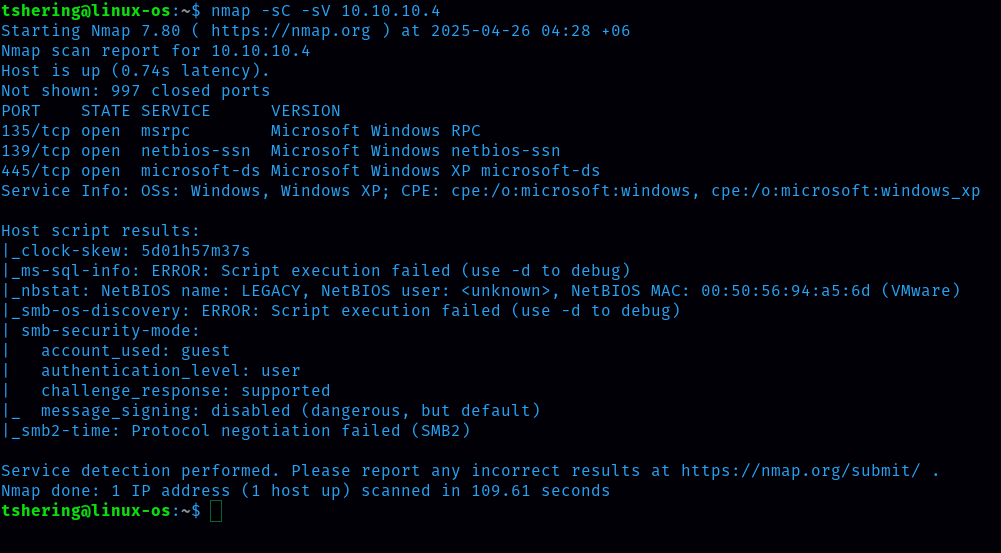 tshering@linux-os:~$ nmap -sC -sV 10.10.10.4
Starting Nmap 7.80 ( https://nmap.org ) at 2025-04-26 04:28 +06
Nmap scan report for 10.10.10.4
Host is up (0.74s latency).
Not shown: 997 closed ports
PORT    STATE SERVICE      VERSION
135/tcp open  msrpc        Microsoft Windows RPC
139/tcp open  netbios-ssn  Microsoft Windows netbios-ssn
445/tcp open  microsoft-ds Microsoft Windows XP microsoft-ds
Service Info: OSs: Windows, Windows XP; CPE: cpe:/o:microsoft:windows, cpe:/o:microsoft:windows_xp

Host script results:
|_clock-skew: 5d01h57m37s
|_ms-sql-info: ERROR: Script execution failed (use -d to debug)
|_nbstat: NetBIOS name: LEGACY, NetBIOS user: <unknown>, NetBIOS MAC: 00:50:56:94:a5:6d (VMware)
|_smb-os-discovery: ERROR: Script execution failed (use -d to debug)
| smb-security-mode:
|   account_used: guest
|   authentication_level: user
|   challenge_response: supported
|_  message_signing: disabled (dangerous, but default)
|_smb2-time: Protocol negotiation failed (SMB2)

Service detection performed. Please report any incorrect results at https://nmap.org/submit/ .
Nmap done: 1 IP address (1 host up) scanned in 109.61 seconds
tshering@linux-os:~$